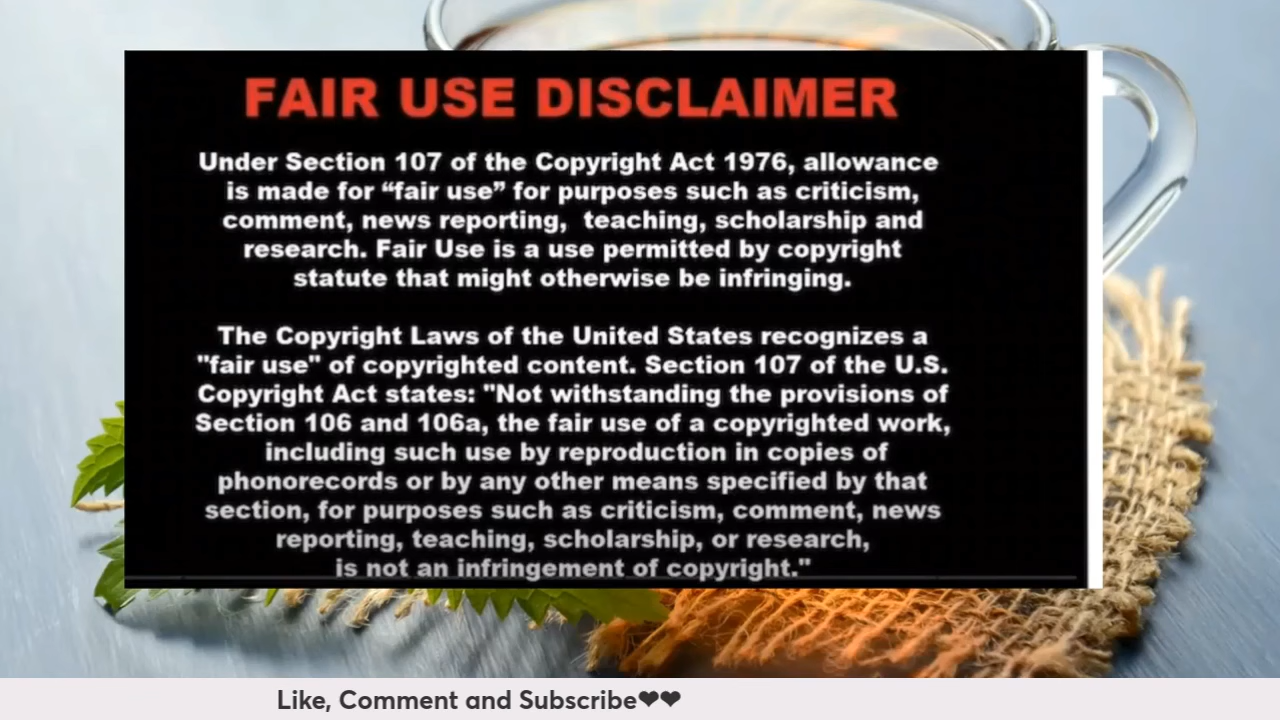 FAIR USE DISCLAIMER
Under Section 107 of the Copyright Act 1976, allowance
is made for “fair use” for purposes such as criticism,
comment, news reporting, teaching, scholarship and
research. Fair Use is a use permitted by copyright
statute that might otherwise be infringing.
The Copyright Laws of the United States recognizes a
"fair use" of copyrighted content. Section 107 of the U.S.
Copyright Act states: "Not withstanding the provisions of
Section 106 and 106a, the fair use of a copyrighted work,
including such use by reproduction in copies of
phonorecords or by any other means specified by that
section, for purposes such as criticism, comment, news
reporting, teaching, scholarship, or research,
is not an infringement of copyright."
Like, Comment and Subscribe❤❤